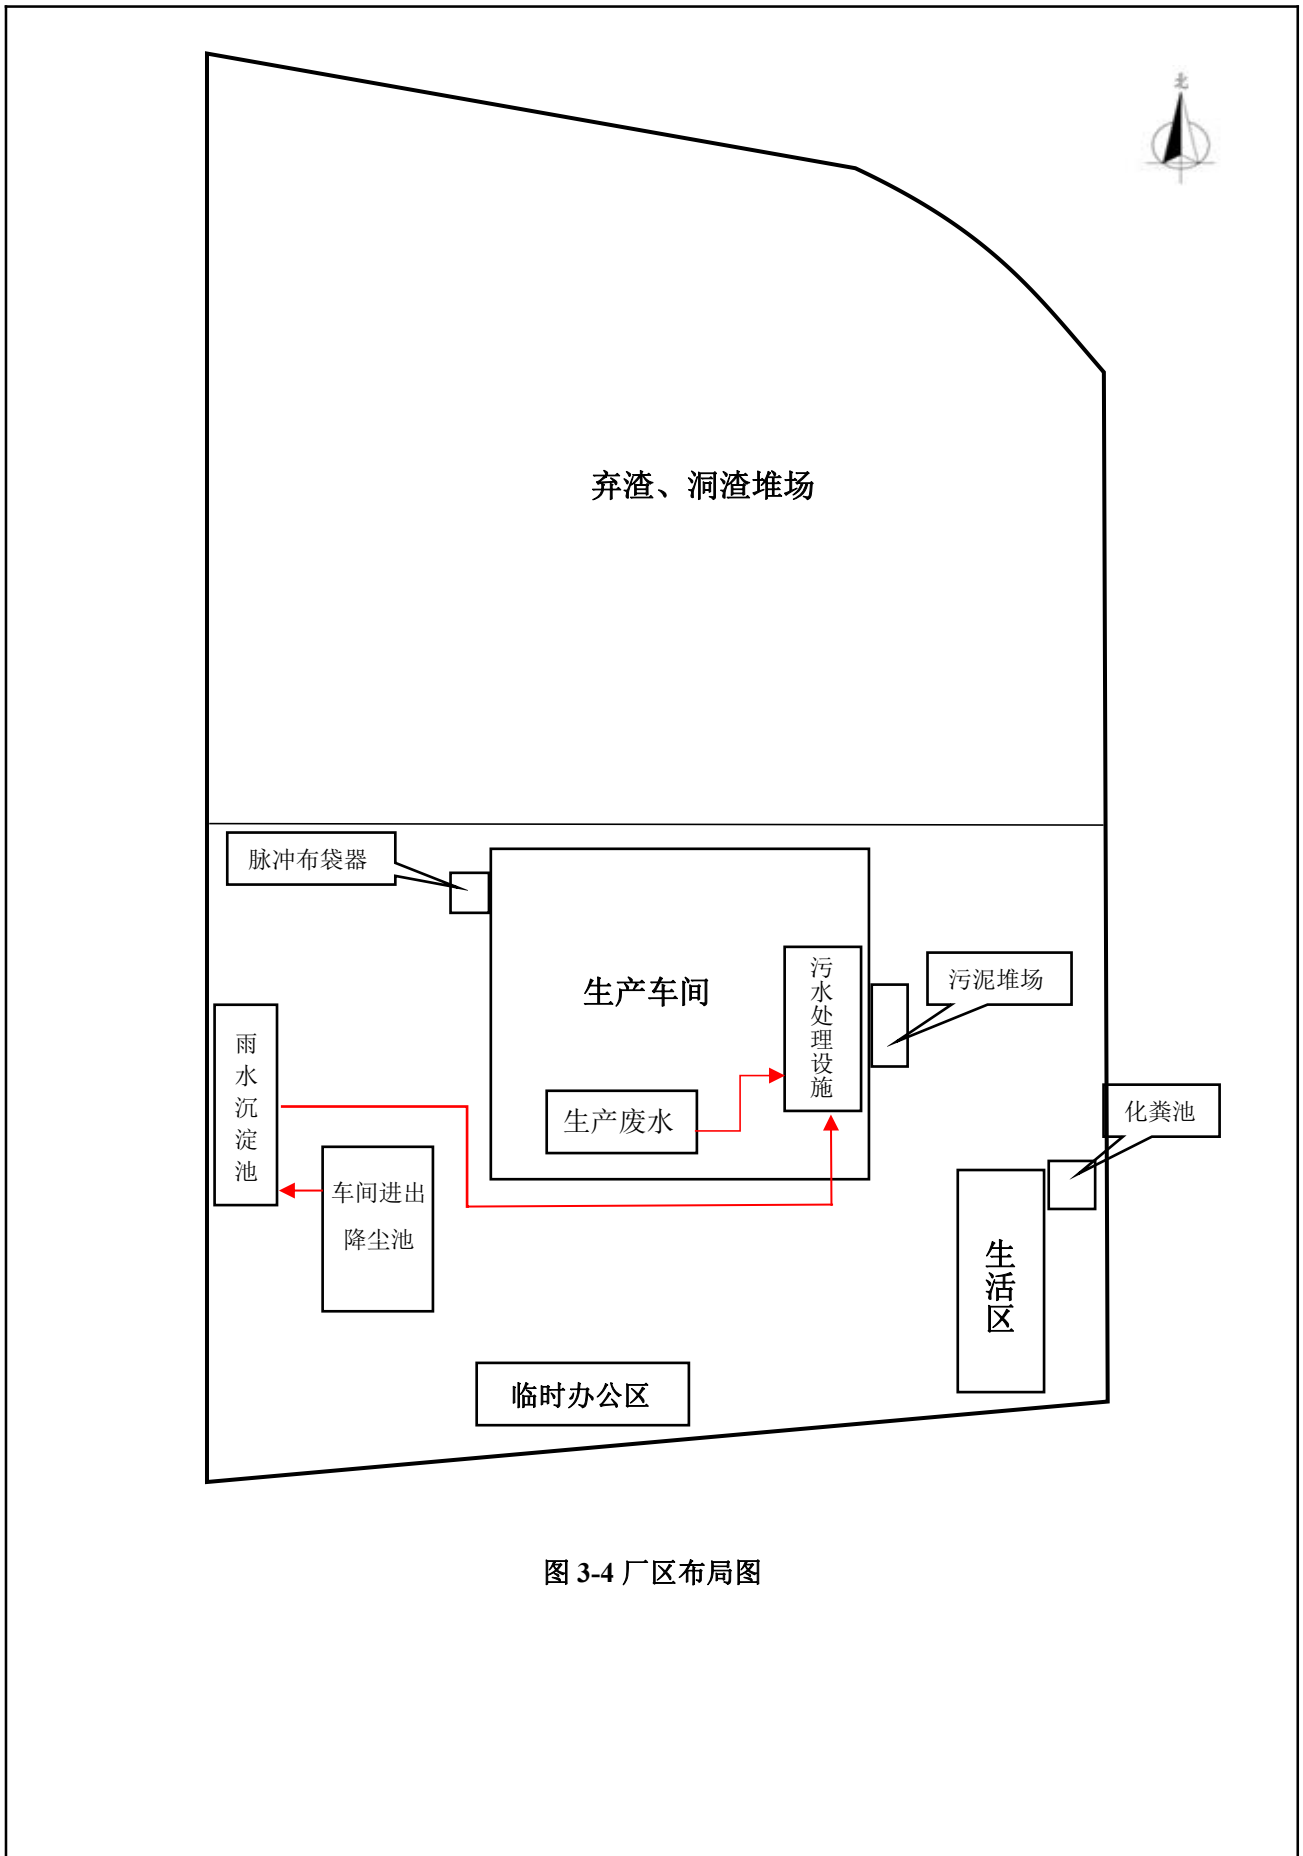 北
弃渣、洞渣堆场
脉冲布袋器
生产车间
污水处理设施
污泥堆场
雨水沉淀池
生产废水
化粪池
车间进出
降尘池
生活区
临时办公区
图 3-4 厂区布局图